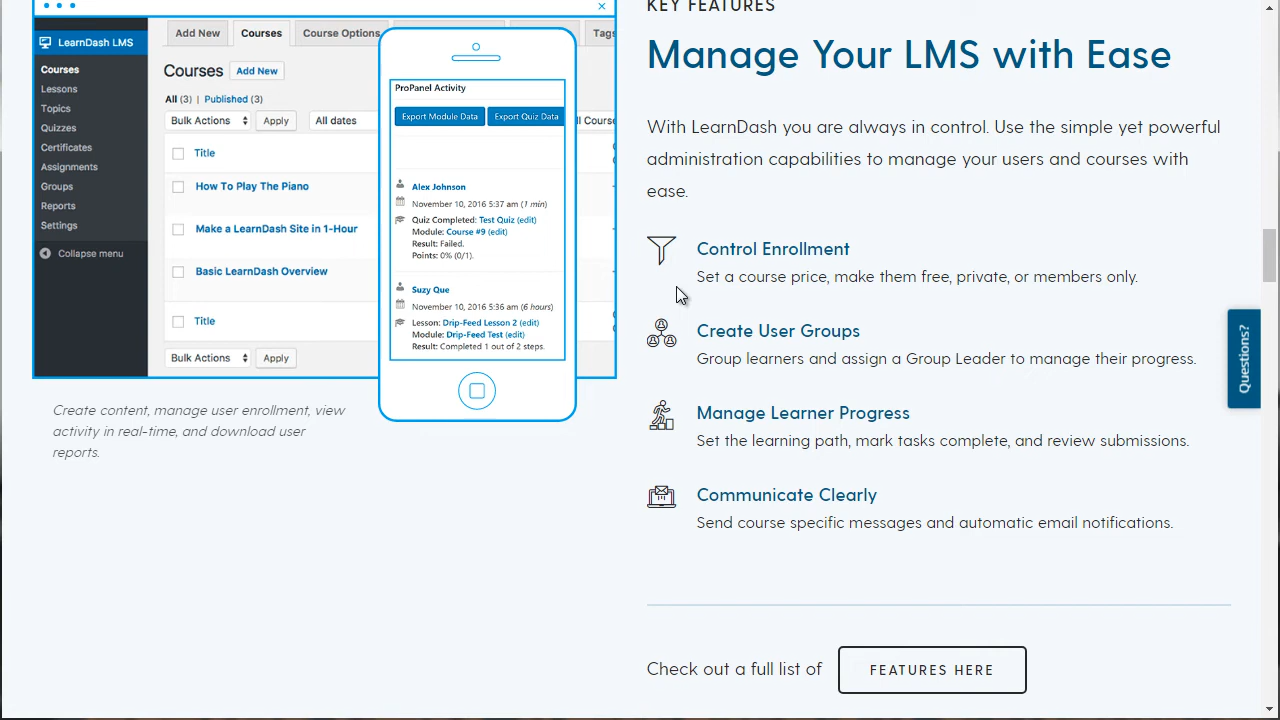 KEY FEATURES
Manage Your LMS with Ease
With LearnDash you are always in control. Use the simple yet powerful
administration capabilities to manage your users and courses with
ease.
Control Enrollment
Set a course price, make them free, private, or members only.
Create User Groups
Group learners and assign a Group Leader to manage their progress.
Manage Learner Progress
Set the learning path, mark tasks complete, and review submissions.
Communicate Clearly
Send course specific messages and automatic email notifications.
Check out a full list of
FEATURES HERE
Questions?
LearnDash LMS
Courses
Lessons
Topics
Quizzes
Certificates
Assignments
Groups
Reports
Settings
Collapse menu
Add New
Courses
Course Options
Tags
Courses
Add New
All (3) | Published (3)
Bulk Actions
Apply
All dates
Title
How To Play The Piano
Make a LearnDash Site in 1-Hour
Basic LearnDash Overview
Title
Bulk Actions
Apply
ProPanel Activity
Export Module Data
Export Quiz Data
Alex Johnson
November 10, 2016 5:37 am (1 min)
Quiz Completed: Test Quiz (edit)
Module: Course #9 (edit)
Result: Failed.
Points: 0% (0/1).
Suzy Que
November 10, 2016 5:36 am (6 hours)
Lesson: Drip-Feed Lesson 2 (edit)
Module: Drip-Feed Test (edit)
Result: Completed 1 out of 2 steps.
Create content, manage user enrollment, view
activity in real-time, and download user
reports.